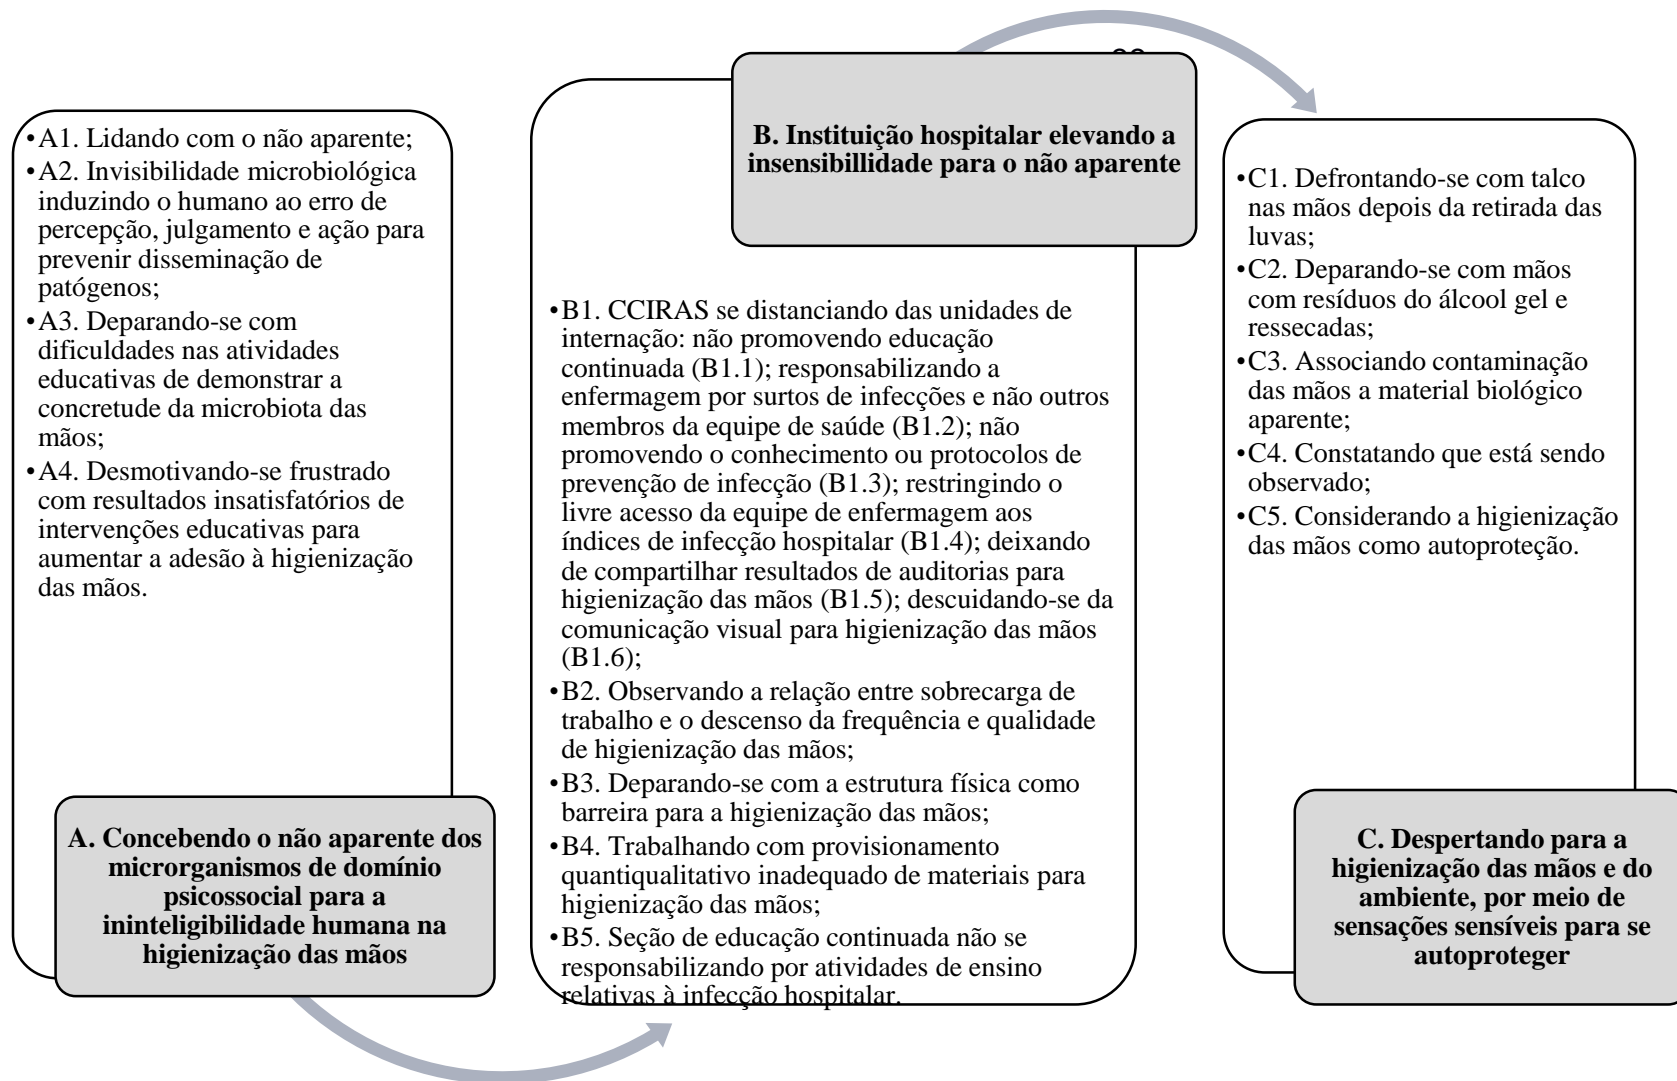 •A1. Lidando com o não aparente;
•A2. Invisibilidade microbiológica
induzindo o humano ao erro de
percepção, julgamento e ação para
prevenir disseminação de
patógenos;
•A3. Deparando-se com
dificuldades nas atividades
educativas de demonstrar a
concretude da microbiota das
mãos;
•A4. Desmotivando-se frustrado
com resultados insatisfatórios de
intervenções educativas para
aumentar a adesão à higienização
das mãos.
A. Concebendo o não aparente dos
microrganismos de domínio
psicossocial para a
ininteligibilidade humana na
higienização das mãos
B. Instituição hospitalar elevando a
insensibillidade para o não aparente
•B1. CCIRAS se distanciando das unidades de
internação: não promovendo educação
continuada (B1.1); responsabilizando a
enfermagem por surtos de infecções e não outros
membros da equipe de saúde (B1.2); não
promovendo o conhecimento ou protocolos de
prevenção de infecção (B1.3); restringindo o
livre acesso da equipe de enfermagem aos
índices de infecção hospitalar (B1.4); deixando
de compartilhar resultados de auditorias para
higienização das mãos (B1.5); descuidando-se da
comunicação visual para higienização das mãos
(B1.6);
•B2. Observando a relação entre sobrecarga de
trabalho e o descenso da frequência e qualidade
de higienização das mãos;
•B3. Deparando-se com a estrutura física como
barreira para a higienização das mãos;
•B4. Trabalhando com provisionamento
quantiqualitativo inadequado de materiais para
higienização das mãos;
•B5. Seção de educação continuada não se
responsabilizando por atividades de ensino
relativas à infecção hospitalar.
•C1. Defrontando-se com talco
nas mãos depois da retirada das
luvas;
•C2. Deparando-se com mãos
com resíduos do álcool gel e
ressecadas;
•C3. Associando contaminação
das mãos a material biológico
aparente;
•C4. Constatando que está sendo
observado;
•C5. Considerando a higienização
das mãos como autoproteção.
C. Despertando para a
higienização das mãos e do
ambiente, por meio de
sensações sensíveis para se
autoproteger